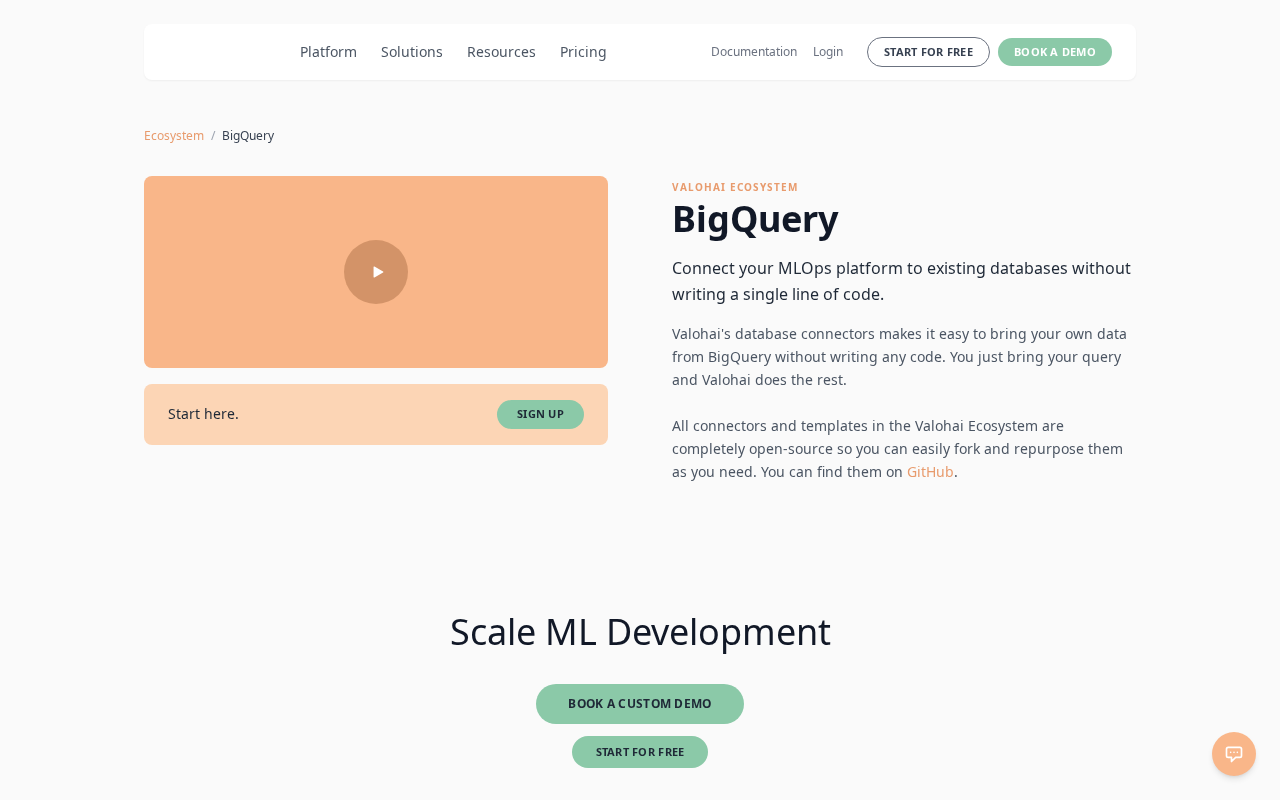 Platform Solutions Resources Pricing Documentation Login START FOR FREE BOOK A DEMO
Ecosystem / BigQuery
Start here. SIGN UP
VALOHAI ECOSYSTEM
BigQuery
Connect your MLOps platform to existing databases without
writing a single line of code.
Valohai's database connectors makes it easy to bring your own data
from BigQuery without writing any code. You just bring your query
and Valohai does the rest.
All connectors and templates in the Valohai Ecosystem are
completely open-source so you can easily fork and repurpose them
as you need. You can find them on GitHub.
Scale ML Development
BOOK A CUSTOM DEMO
START FOR FREE